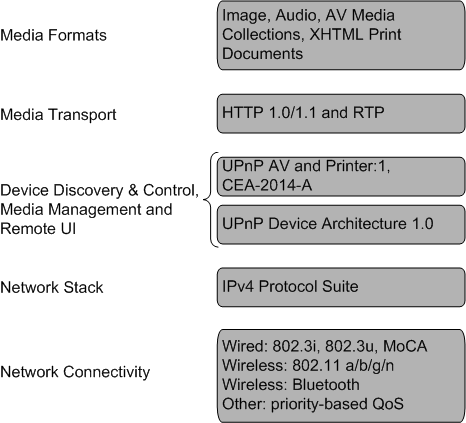 Media Formats
Image, Audio, AV Media
Collections, XHTML Print
Documents
Media Transport
HTTP 1.0/1.1 and RTP
Device Discovery & Control,
Media Management and
Remote UI
UPnP AV and Printer:1,
CEA-2014-A
UPnP Device Architecture 1.0
Network Stack
IPv4 Protocol Suite
Network Connectivity
Wired: 802.3i, 802.3u, MoCA
Wireless: 802.11 a/b/g/n
Wireless: Bluetooth
Other: priority-based QoS